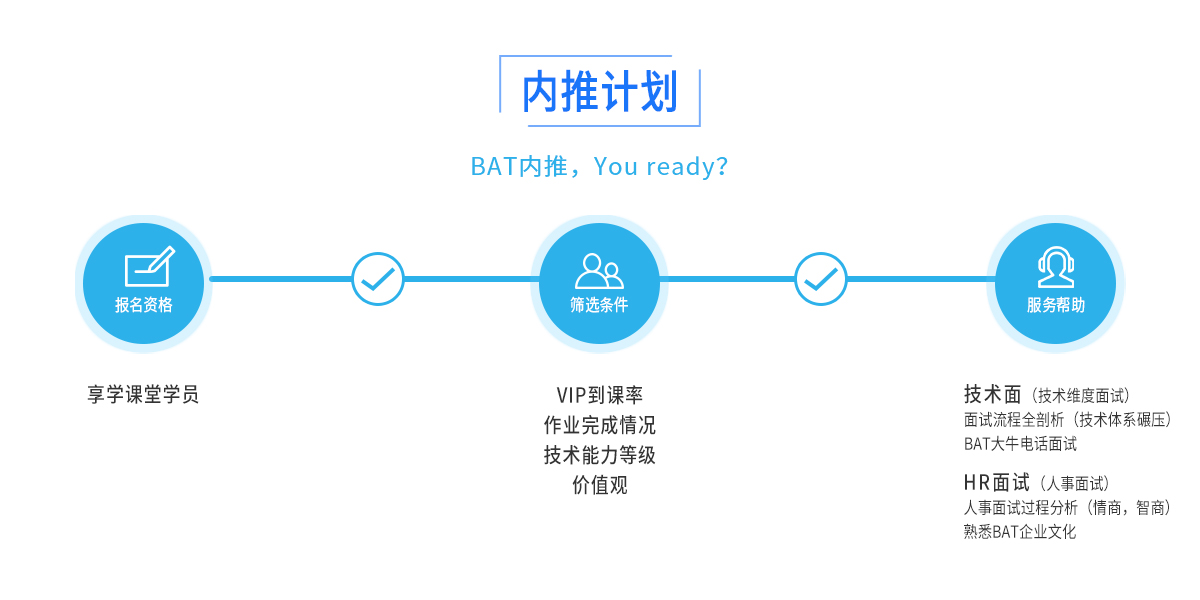 内推计划
BAT内推，You ready？
报名资格
筛选条件
服务帮助
享学课堂学员
VIP到课率
作业完成情况
技术能力等级
价值观
技术面（技术维度面试）
面试流程全剖析（技术体系碾压）
BAT大牛电话面试
HR面试（人事面试）
人事面试过程分析（情商，智商）
熟悉BAT企业文化